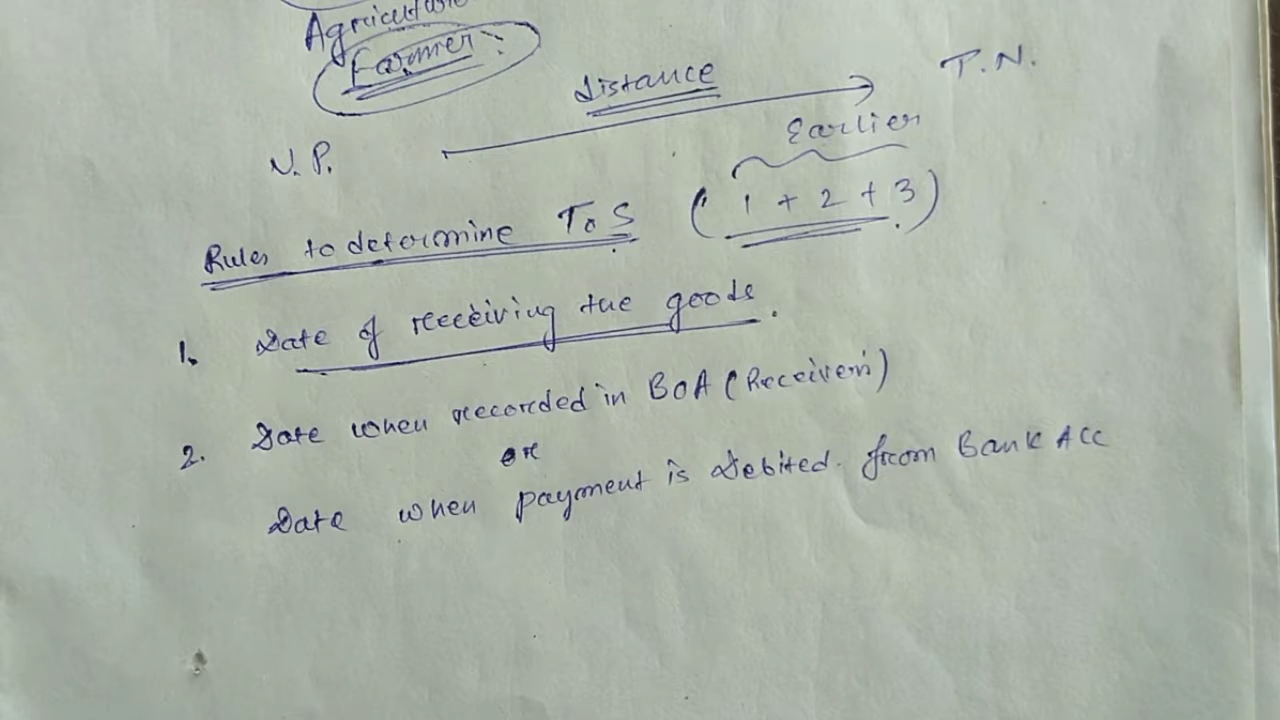 Agriculture
Farmer
distance
T.N.
N.P.
Earlier
Rules to determine ToS (1 + 2 + 3)
1. Date of receiving the goods.
2. Date when recorded in BOA (Receiver)
or
Date when payment is debited from Bank Acc